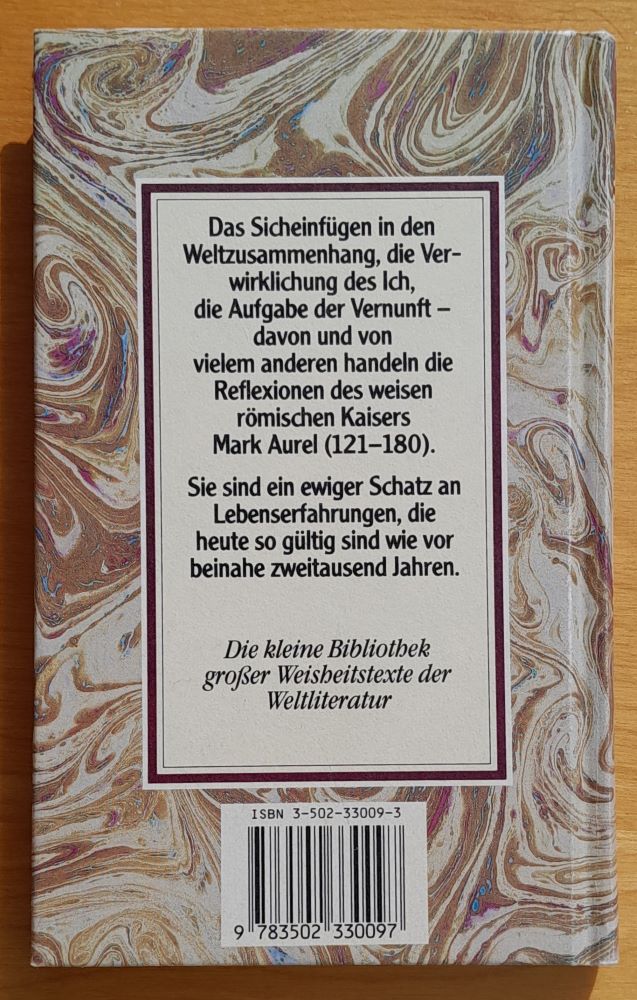 Das Sicheinfügen in den
Weltzusammenhang, die Ver-
wirklichung des Ich,
die Aufgabe der Vernunft –
davon und von
vielem anderen handeln die
Reflexionen des weisen
römischen Kaisers
Mark Aurel (121–180).
Sie sind ein ewiger Schatz an
Lebenserfahrungen, die
heute so gültig sind wie vor
beinahe zweitausend Jahren.
Die kleine Bibliothek
großer Weisheitstexte der
Weltliteratur
ISBN 3-502-33009-3
9 783502 330097